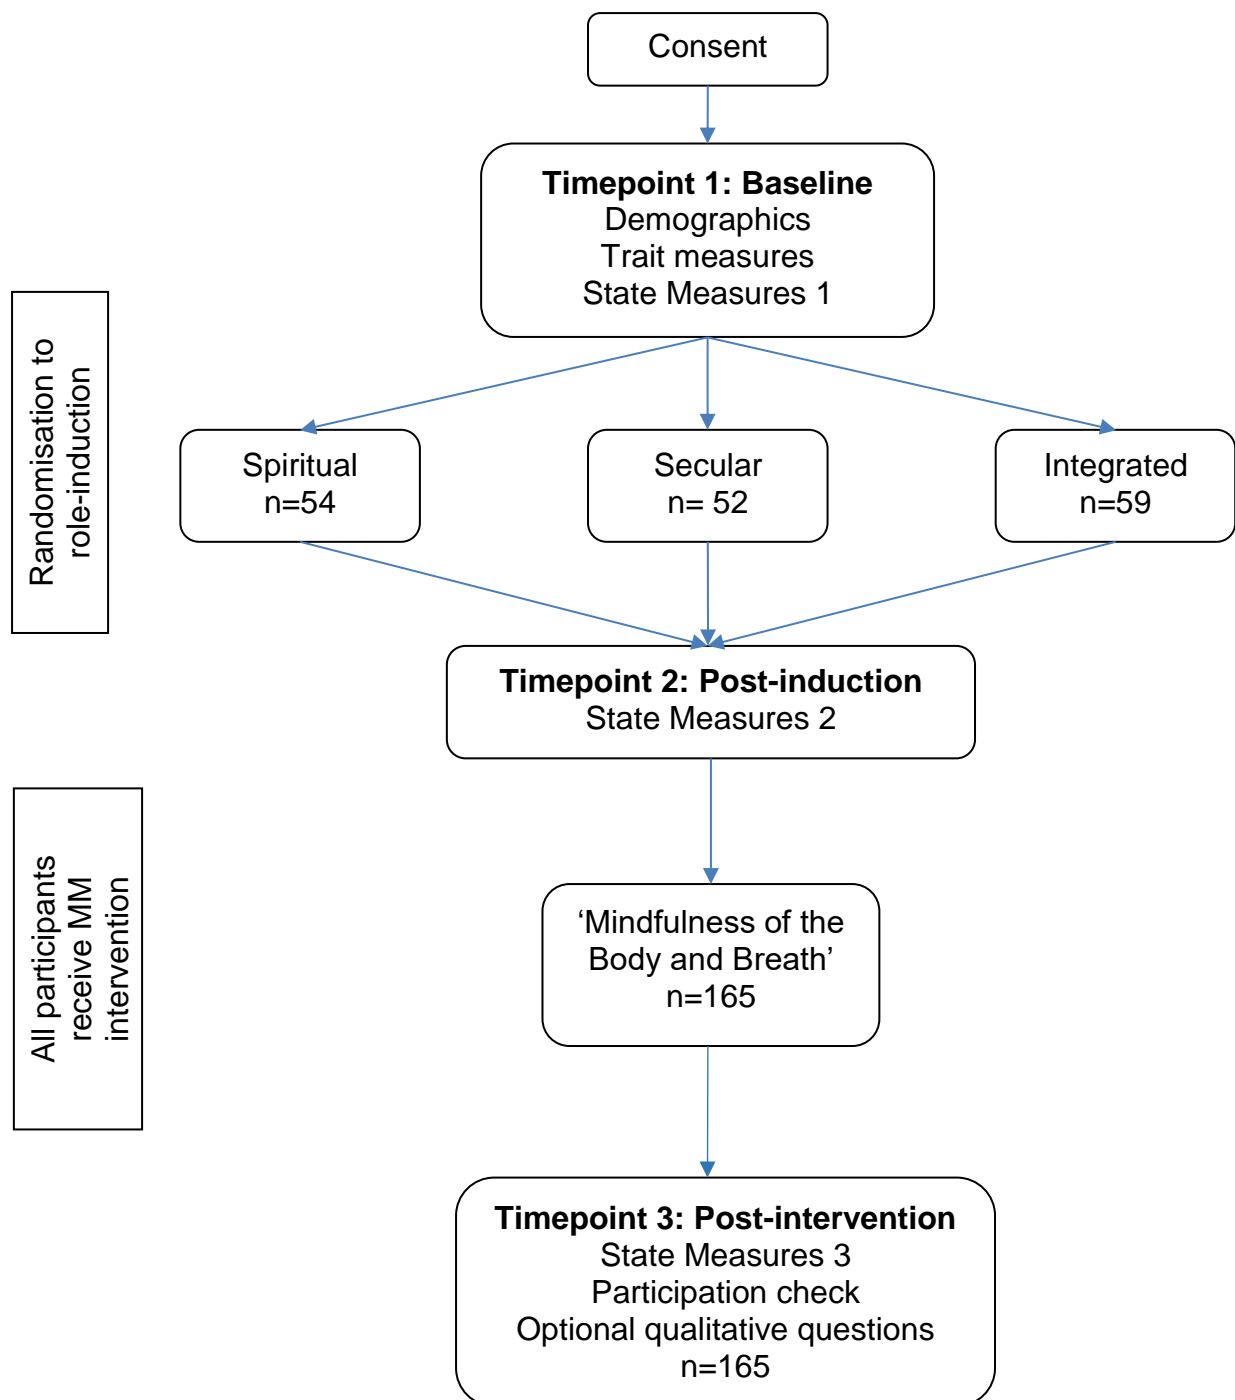 Consent
Timepoint 1: Baseline
Demographics
Trait measures
State Measures 1
Randomisation to
role-induction
Spiritual
n=54
Secular
n= 52
Integrated
n=59
Timepoint 2: Post-induction
State Measures 2
All participants
receive MM
intervention
‘Mindfulness of the
Body and Breath’
n=165
Timepoint 3: Post-intervention
State Measures 3
Participation check
Optional qualitative questions
n=165